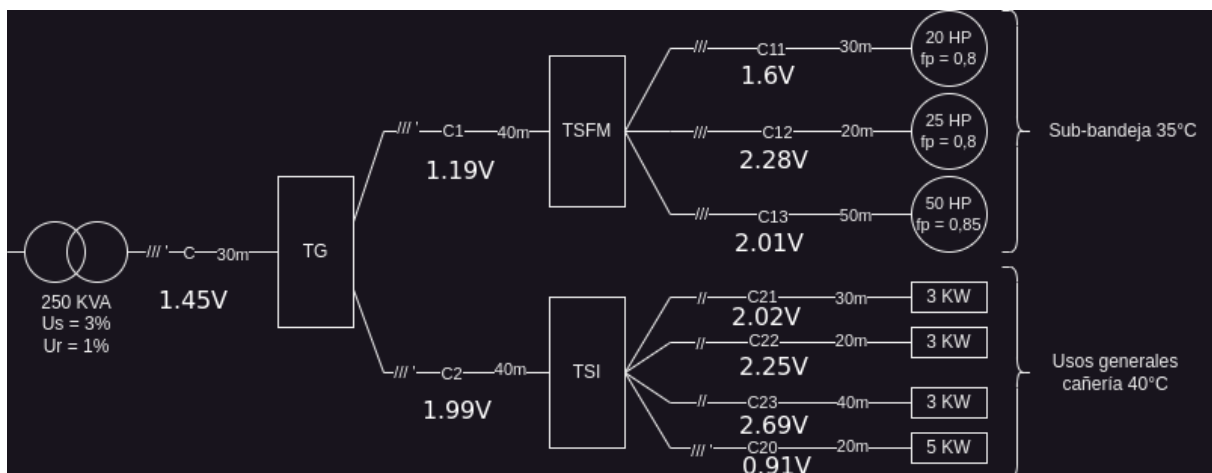 /// '
C
30m
1.45V
250 KVA
Us = 3%
Ur = 1%
TG
/// '
C1
40m
1.19V
TSFM
///
C11
30m
1.6V
20 HP
fp = 0,8
///
C12
20m
2.28V
25 HP
fp = 0,8
///
C13
50m
2.01V
50 HP
fp = 0,85
Sub-bandeja 35°C
/// '
C2
40m
1.99V
TSI
//
C21
30m
2.02V
3 KW
//
C22
20m
2.25V
3 KW
//
C23
40m
2.69V
3 KW
/// '
C20
20m
0.91V
5 KW
Usos generales
cañería 40°C